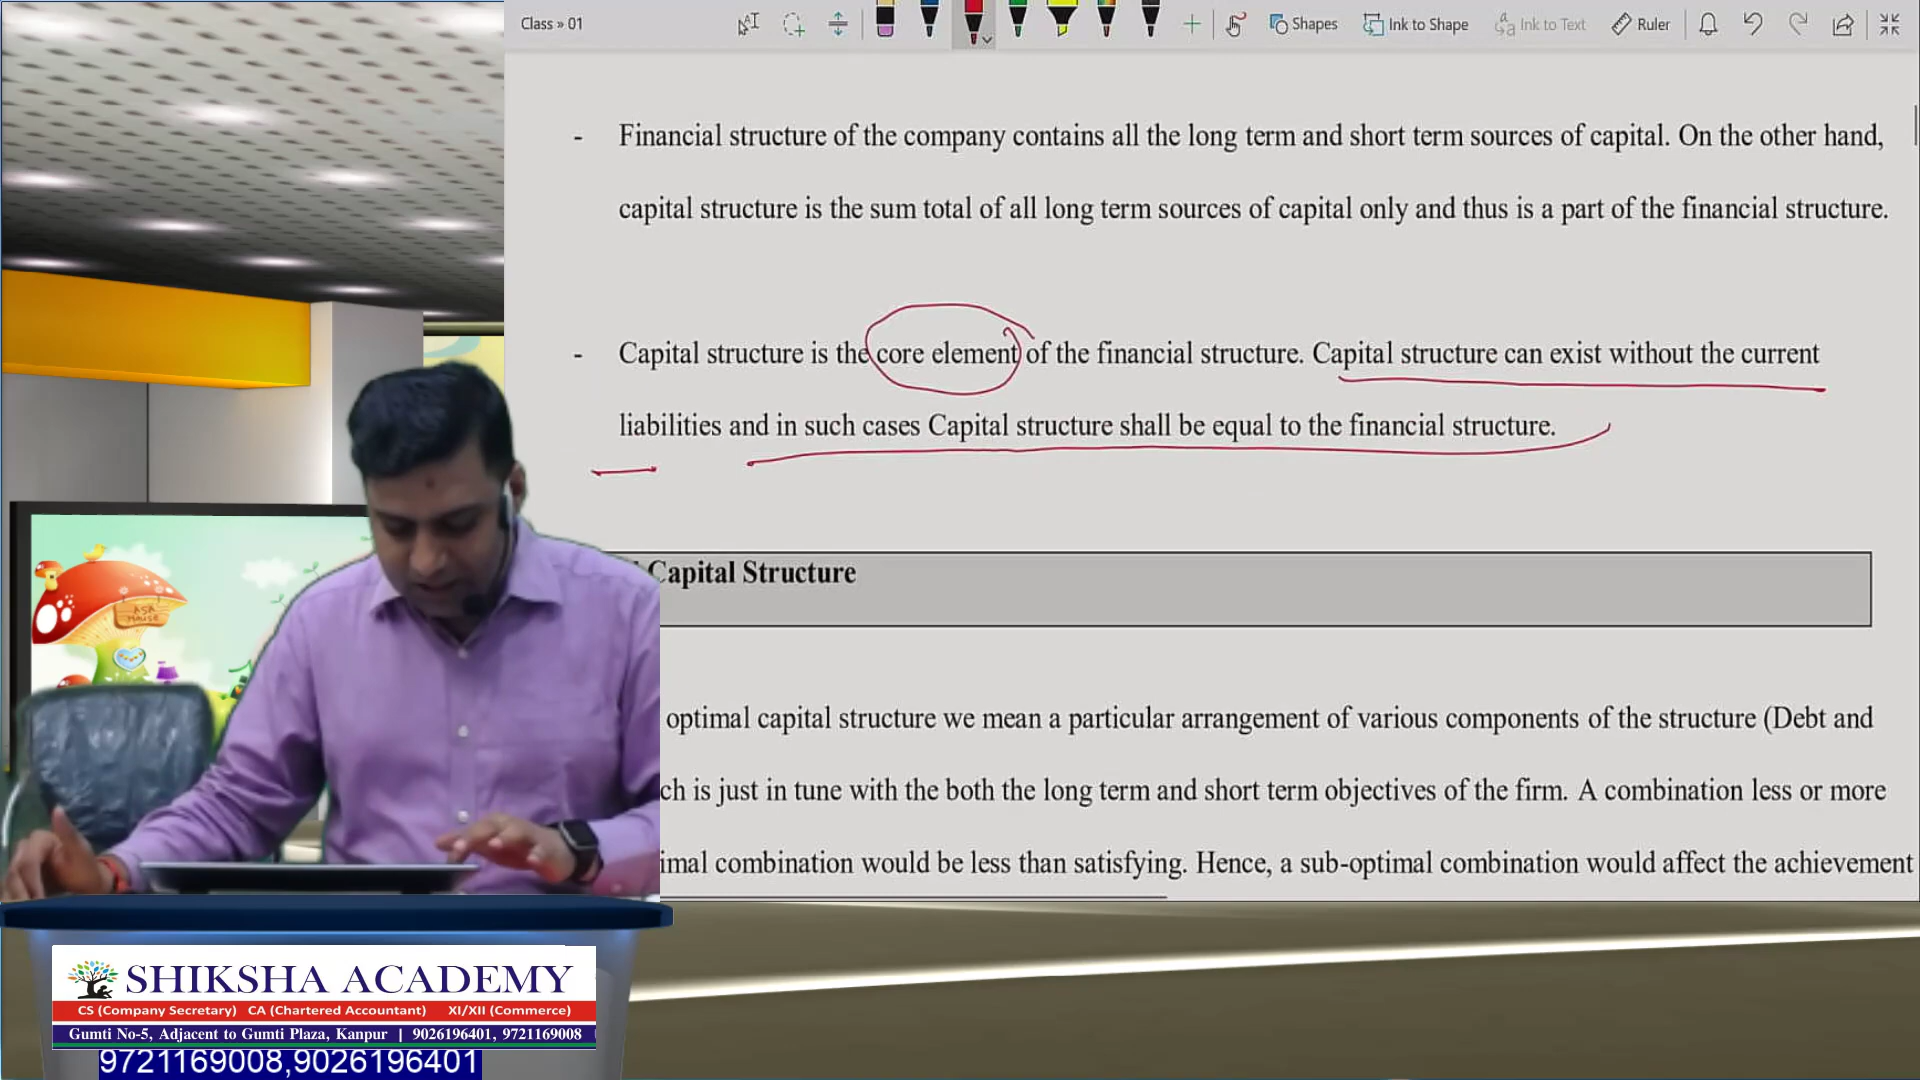 Class » 01
Shapes
Ink to Shape
Ink to Text
Ruler
- Financial structure of the company contains all the long term and short term sources of capital. On the other hand,
capital structure is the sum total of all long term sources of capital only and thus is a part of the financial structure.
- Capital structure is the core element of the financial structure. Capital structure can exist without the current
liabilities and in such cases Capital structure shall be equal to the financial structure.
Capital Structure
optimal capital structure we mean a particular arrangement of various components of the structure (Debt and
ch is just in tune with the both the long term and short term objectives of the firm. A combination less or more
imal combination would be less than satisfying. Hence, a sub-optimal combination would affect the achievement
ASA
House
SHIKSHA ACADEMY
CS (Company Secretary) CA (Chartered Accountant) XI/XII (Commerce)
Gumti No-5, Adjacent to Gumti Plaza, Kanpur | 9026196401, 9721169008
9721169008,9026196401